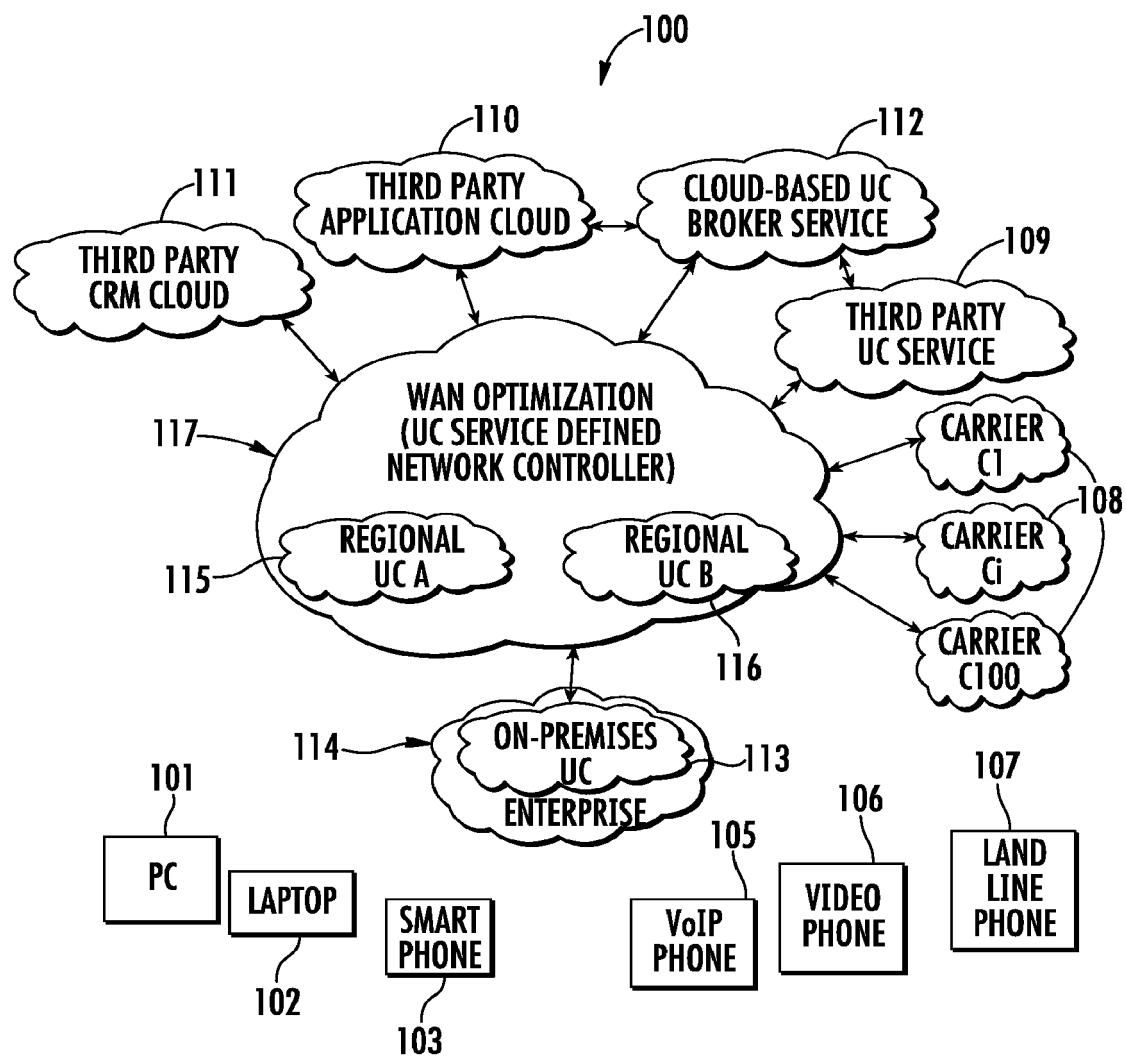 100
110
112
111
THIRD PARTY
APPLICATION CLOUD
CLOUD-BASED UC
BROKER SERVICE
109
THIRD PARTY
CRM CLOUD
THIRD PARTY
UC SERVICE
117
WAN OPTIMIZATION
(UC SERVICE DEFINED
NETWORK CONTROLLER)
CARRIER
C1
108
CARRIER
Ci
CARRIER
C100
115
REGIONAL
UC A
REGIONAL
UC B
116
114
ON-PREMISES
UC
113
ENTERPRISE
101
PC
LAPTOP
102
SMART
PHONE
103
105
VoIP
PHONE
106
VIDEO
PHONE
107
LAND
LINE
PHONE